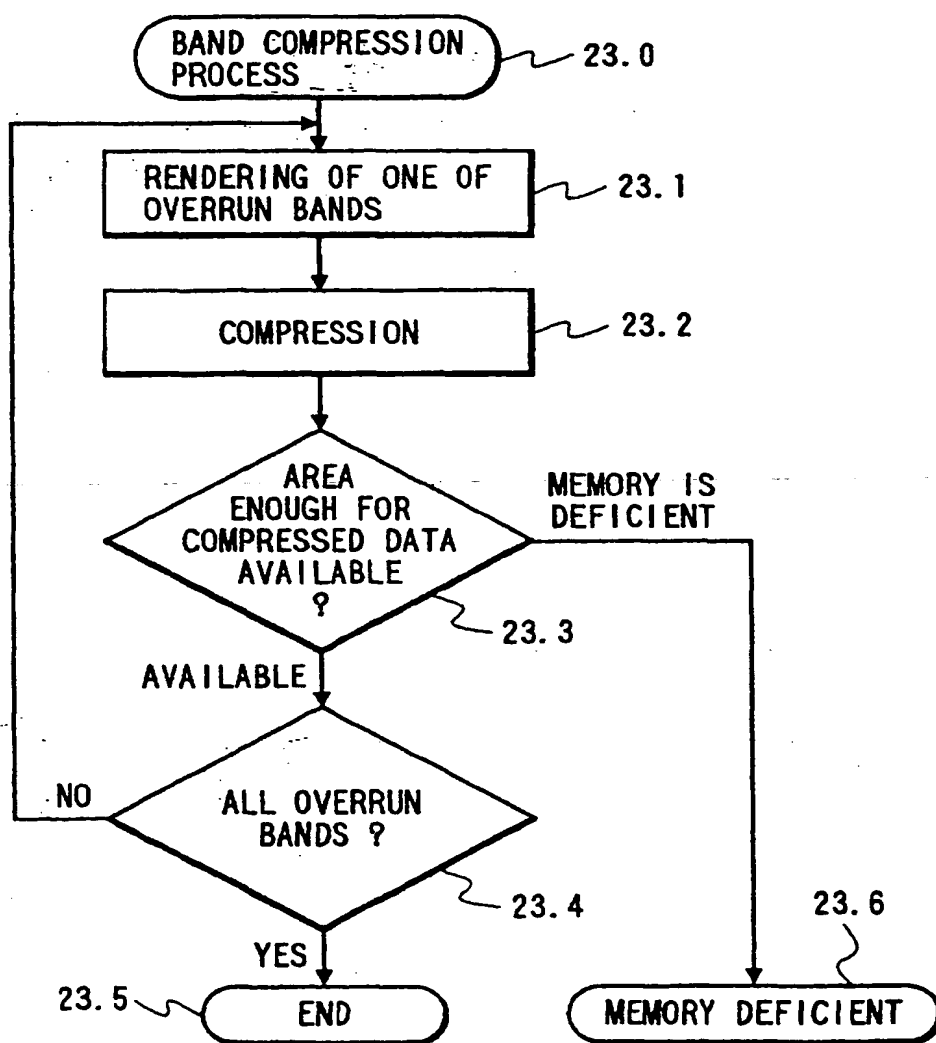 BAND COMPRESSION
PROCESS
23.0
RENDERING OF ONE OF
OVERRUN BANDS
23.1
COMPRESSION
23.2
AREA
ENOUGH FOR
COMPRESSED DATA
AVAILABLE
?
MEMORY IS
DEFICIENT
23.3
AVAILABLE
NO
ALL OVERRUN
BANDS ?
23.4
YES
23.5
END
23.6
MEMORY DEFICIENT